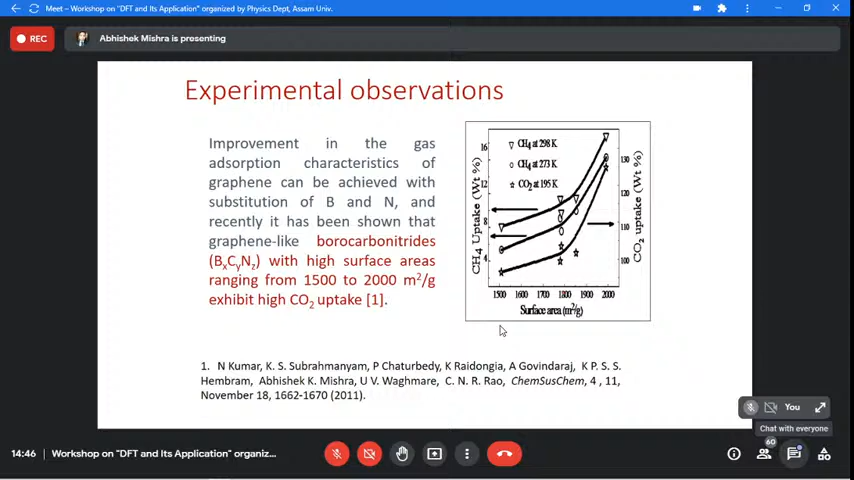 Meet – Workshop on "DFT and Its Application" organized by Physics Dept, Assam Univ.
REC
Abhishek Mishra is presenting
Experimental observations
Improvement in the gas
adsorption characteristics of
graphene can be achieved with
substitution of B and N, and
recently it has been shown that
graphene-like borocarbonitrides
(BₓCᵧN_z) with high surface areas
ranging from 1500 to 2000 m²/g
exhibit high CO₂ uptake [1].
CH₄ at 298 K
CH₄ at 273 K
CO₂ at 195 K
CH4 Uptake (Wt %)
16
12
8
4
CO₂ uptake (Wt %)
130
120
110
100
1500 1600 1700 1800 1900 2000
Surface area (m²/g)
1. N Kumar, K. S. Subrahmanyam, P Chaturbedy, K Raidongia, A Govindaraj, K P. S. S.
Hembram, Abhishek K. Mishra, U V. Waghmare, C. N. R. Rao, ChemSusChem, 4 , 11,
November 18, 1662-1670 (2011).
You
Chat with everyone
60
14:46
Workshop on "DFT and Its Application" organiz...